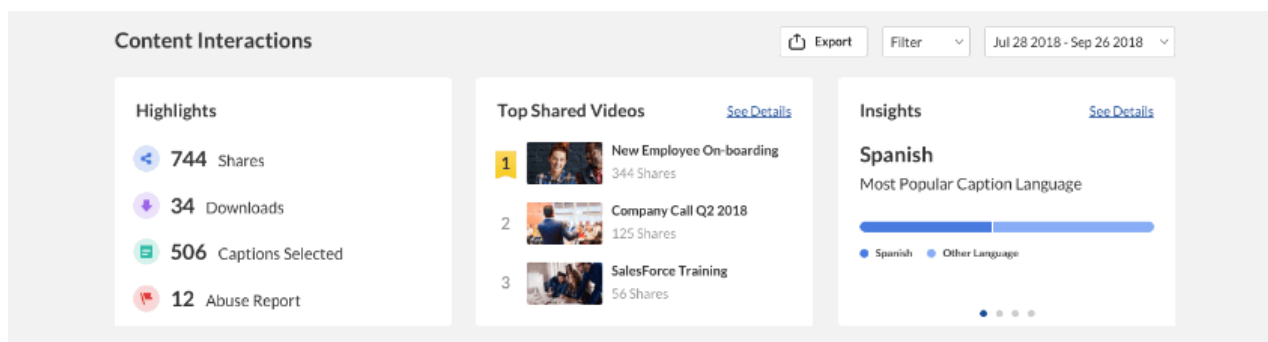 Content Interactions
Export
Filter
Jul 28 2018 - Sep 26 2018
Highlights
744 Shares
34 Downloads
506 Captions Selected
12 Abuse Report
Top Shared Videos
See Details
1
New Employee On-boarding
344 Shares
2
Company Call Q2 2018
125 Shares
3
SalesForce Training
56 Shares
Insights
See Details
Spanish
Most Popular Caption Language
Spanish
Other Language